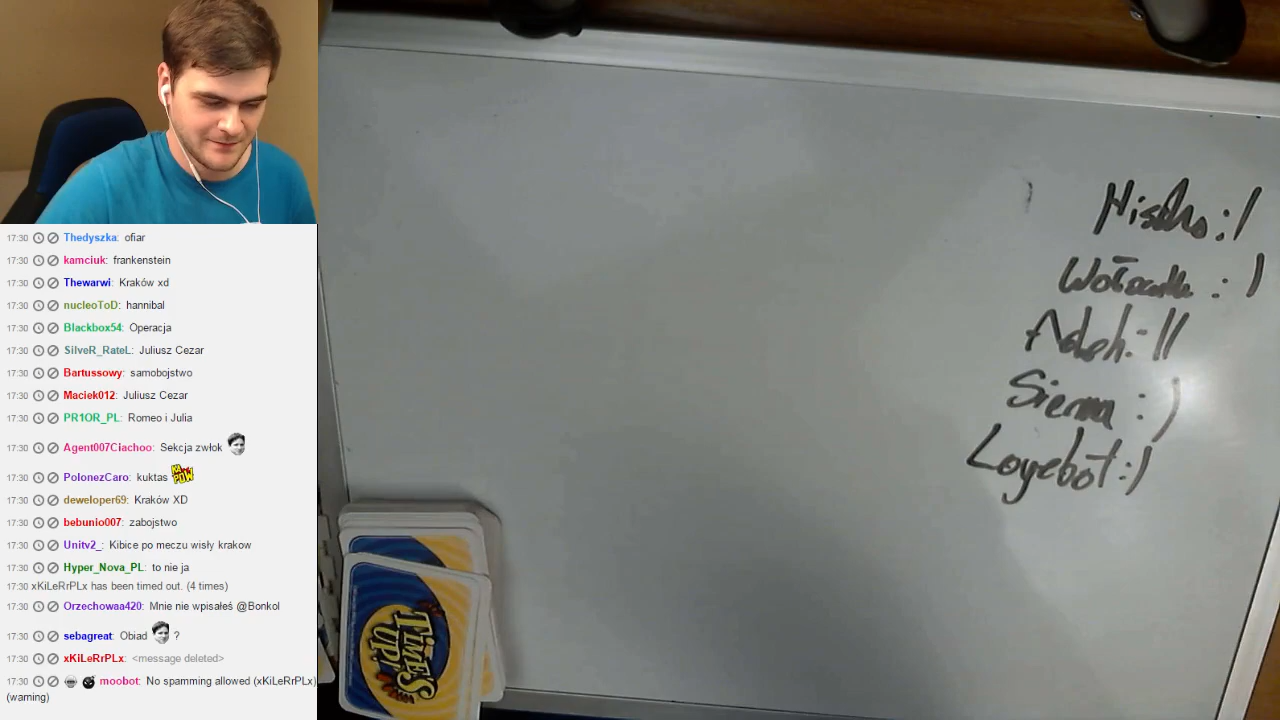 17:30 Thedyszka: ofiar
17:30 kamciuk: frankenstein
17:30 Thewarwi: Kraków xd
17:30 nucleoToD: hannibal
17:30 Blackbox54: Operacja
17:30 SilveR_RateL: Juliusz Cezar
17:30 Bartussowy: samobojstwo
17:30 Maciek012: Juliusz Cezar
17:30 PR1OR_PL: Romeo i Julia
17:30 Agent007Ciachoo: Sekcja zwłok
17:30 PolonezCaro: kuktas
17:30 deweloper69: Kraków XD
17:30 bebunio007: zabojstwo
17:30 Unitv2_: Kibice po meczu wisły krakow
17:30 Hyper_Nova_PL: to nie ja
17:30 xKiLeRrPLx has been timed out. (4 times)
17:30 Orzechowaa420: Mnie nie wpisałeś @Bonkol
17:30 sebagreat: Obiad ?
17:30 xKiLeRrPLx: <message deleted>
17:30 moobot: No spamming allowed (xKiLeRrPLx)
(warning)
TiME'S
UP!
Sierma :)